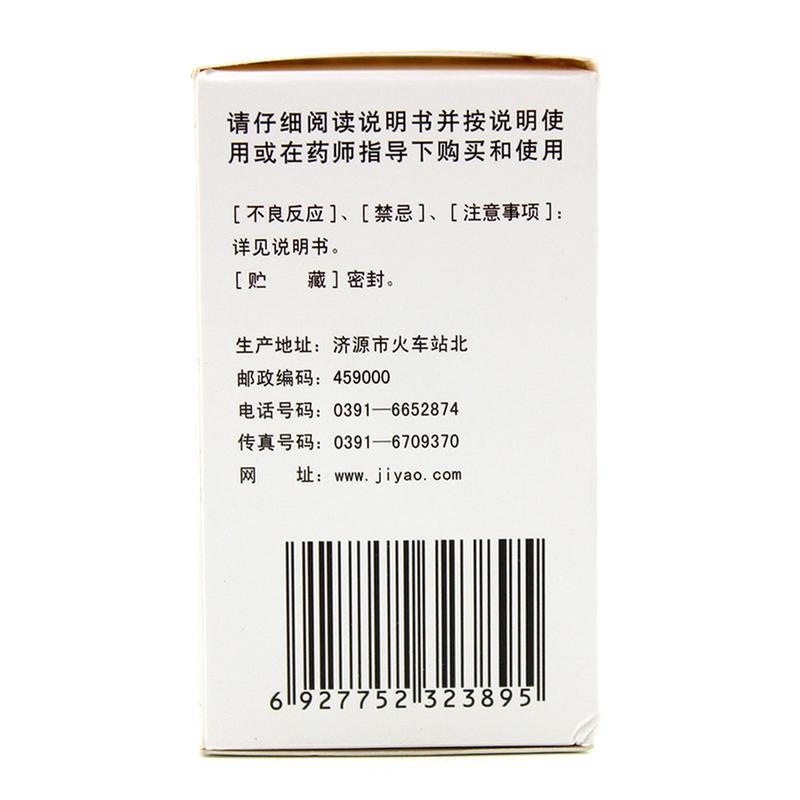 请仔细阅读说明书并按说明使
用或在药师指导下购买和使用
[不良反应]、[禁忌]、[注意事项]：
详见说明书。
[贮 藏]密封。
生产地址：济源市火车站北
邮政编码：459000
电话号码：0391—6652874
传真号码：0391—6709370
网 址：www.jiyao.com
6 927752 323895